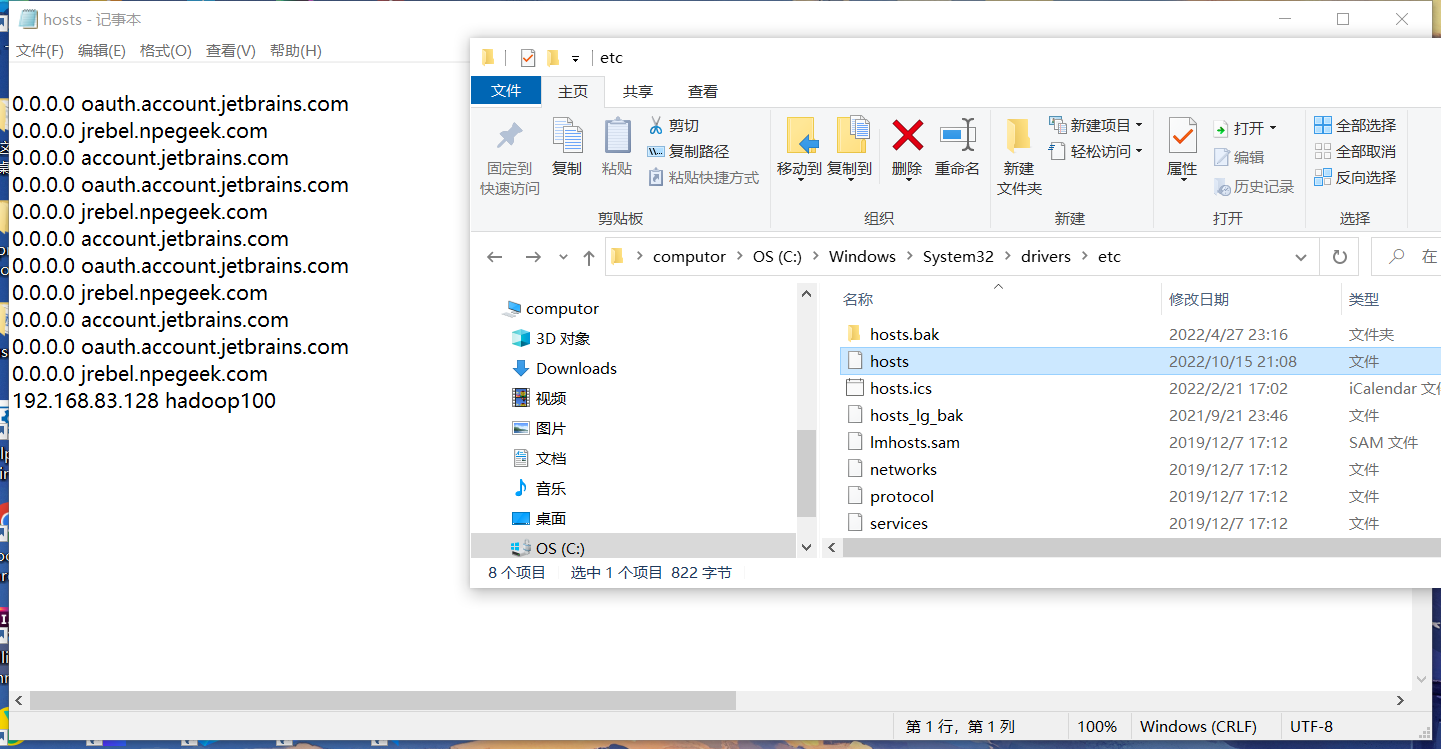 hosts - 记事本
文件(F) 编辑(E) 格式(O) 查看(V) 帮助(H)
0.0.0.0 oauth.account.jetbrains.com
0.0.0.0 jrebel.npegeek.com
0.0.0.0 account.jetbrains.com
0.0.0.0 oauth.account.jetbrains.com
0.0.0.0 jrebel.npegeek.com
0.0.0.0 account.jetbrains.com
0.0.0.0 oauth.account.jetbrains.com
0.0.0.0 jrebel.npegeek.com
0.0.0.0 account.jetbrains.com
0.0.0.0 oauth.account.jetbrains.com
0.0.0.0 jrebel.npegeek.com
192.168.83.128 hadoop100
etc
文件 主页 共享 查看
固定到
快速访问
复制
粘贴
剪切
复制路径
粘贴快捷方式
剪贴板
移动到 复制到 删除 重命名
组织
新建
文件夹
新建项目
轻松访问
新建
属性
打开
编辑
历史记录
打开
全部选择
全部取消
反向选择
选择
computor > OS (C:) > Windows > System32 > drivers > etc
在
computor
3D 对象
Downloads
视频
图片
文档
音乐
桌面
OS (C:)
名称 修改日期 类型
hosts.bak 2022/4/27 23:16 文件夹
hosts 2022/10/15 21:08 文件
hosts.ics 2022/2/21 17:02 iCalendar 文
hosts_lg_bak 2021/9/21 23:46 文件
lmhosts.sam 2019/12/7 17:12 SAM 文件
networks 2019/12/7 17:12 文件
protocol 2019/12/7 17:12 文件
services 2019/12/7 17:12 文件
8 个项目 选中 1 个项目 822 字节
第 1 行，第 1 列 100% Windows (CRLF) UTF-8